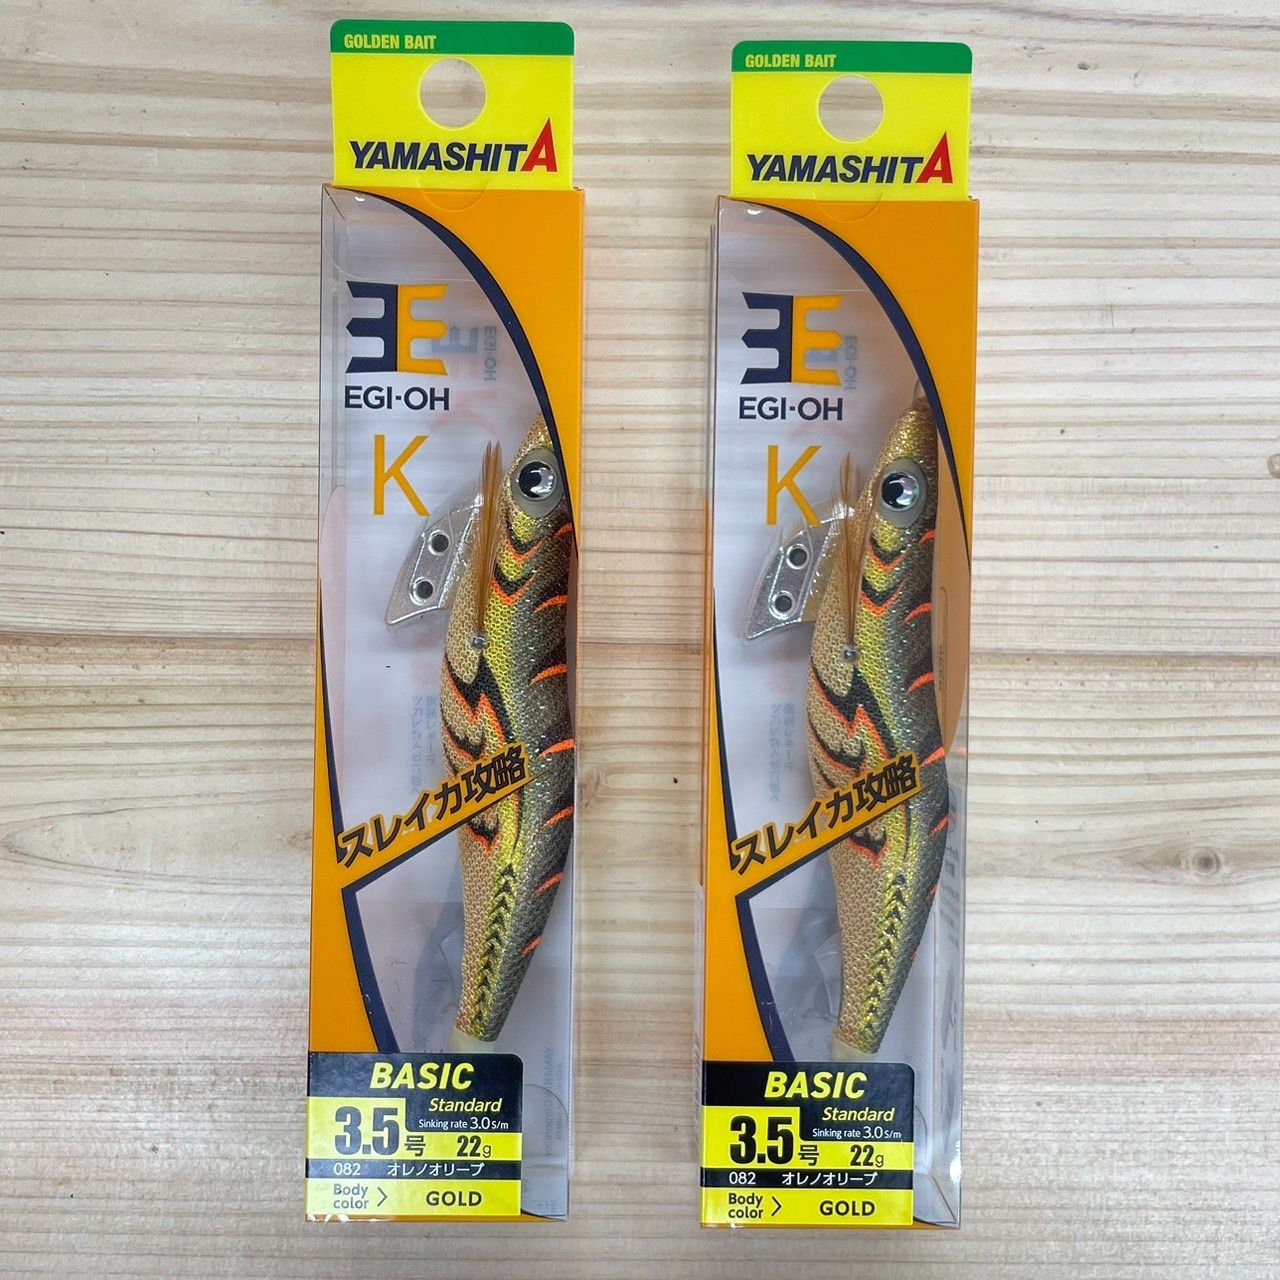 GOLDEN BAIT
YAMASHITA
EGI-OH
K
スレイカ攻略
BASIC
Standard
Sinking rate 3.0 S/m
3.5号 22g
082 オレノオリーブ
Body color > GOLD
GOLDEN BAIT
YAMASHITA
EGI-OH
K
スレイカ攻略
BASIC
Standard
Sinking rate 3.0 S/m
3.5号 22g
082 オレノオリーブ
Body color > GOLD